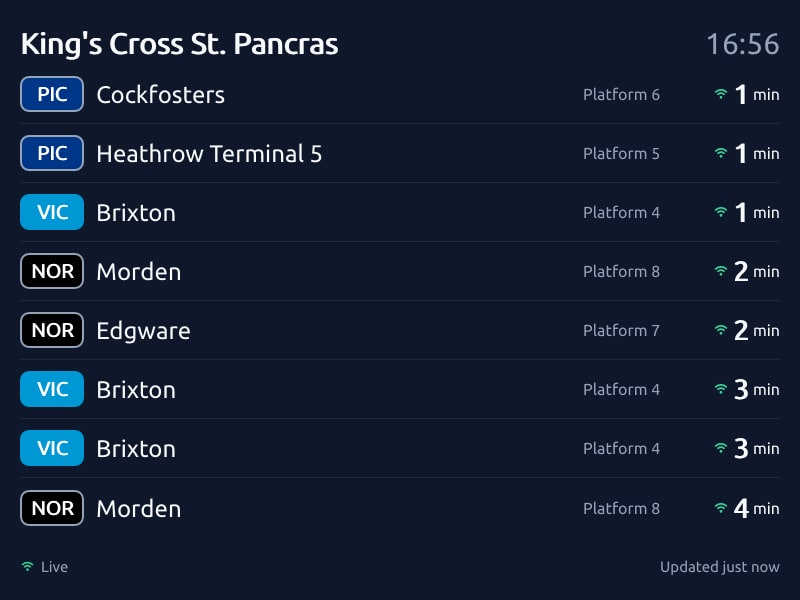 King's Cross St. Pancras 16:56
PIC Cockfosters Platform 6 1 min
PIC Heathrow Terminal 5 Platform 5 1 min
VIC Brixton Platform 4 1 min
NOR Morden Platform 8 2 min
NOR Edgware Platform 7 2 min
VIC Brixton Platform 4 3 min
VIC Brixton Platform 4 3 min
NOR Morden Platform 8 4 min
Live Updated just now